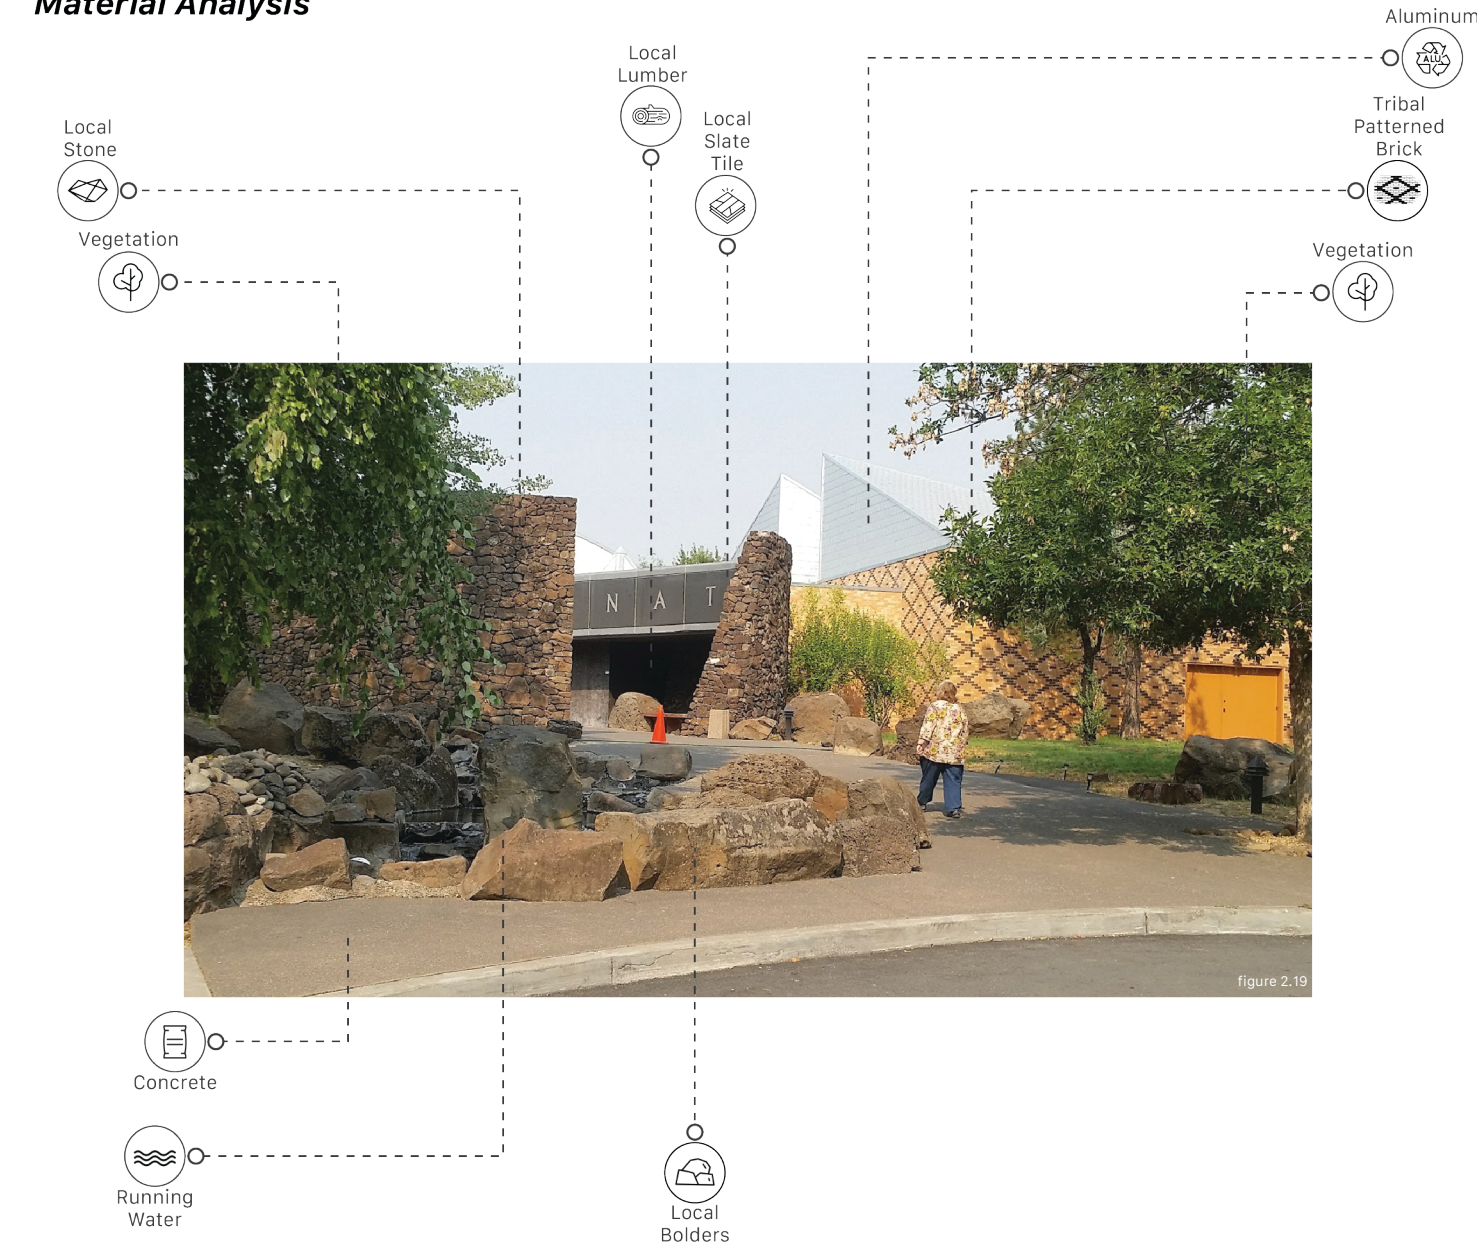 Material Analysis
Aluminum
ALU
Local
Lumber
Tribal
Patterned
Brick
Local
Slate
Tile
Local
Stone
Vegetation
Vegetation
N A T
figure 2.19
Concrete
Running
Water
Local
Bolders